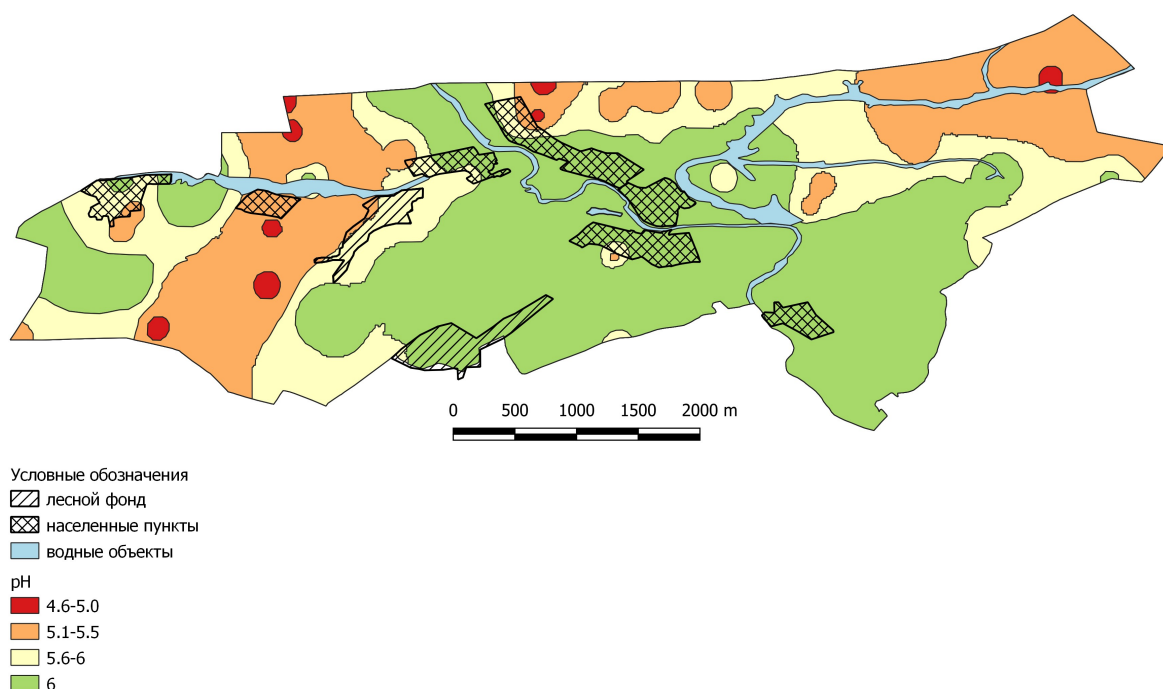 0 500 1000 1500 2000 m
Условные обозначения
лесной фонд
населенные пункты
водные объекты
pH
4.6-5.0
5.1-5.5
5.6-6
6